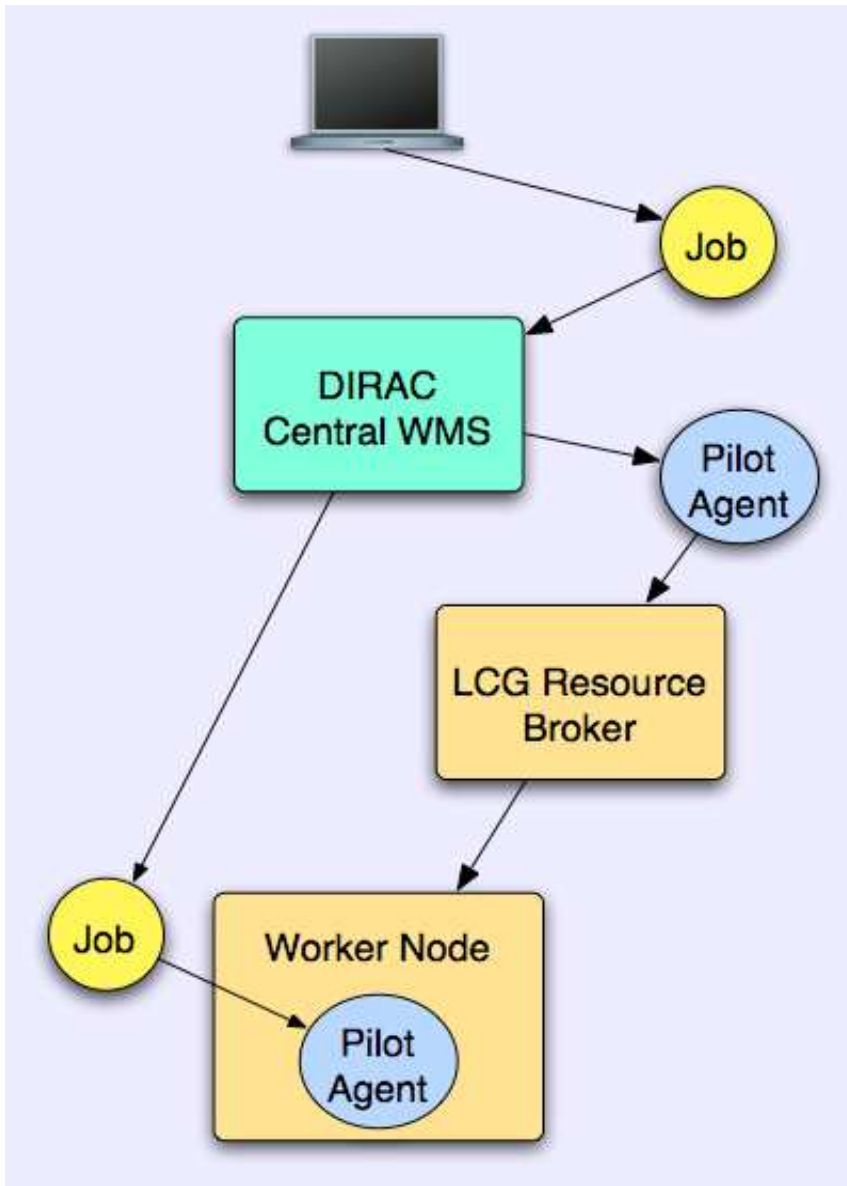 Job
DIRAC
Central WMS
Pilot
Agent
LCG Resource
Broker
Job
Worker Node
Pilot
Agent